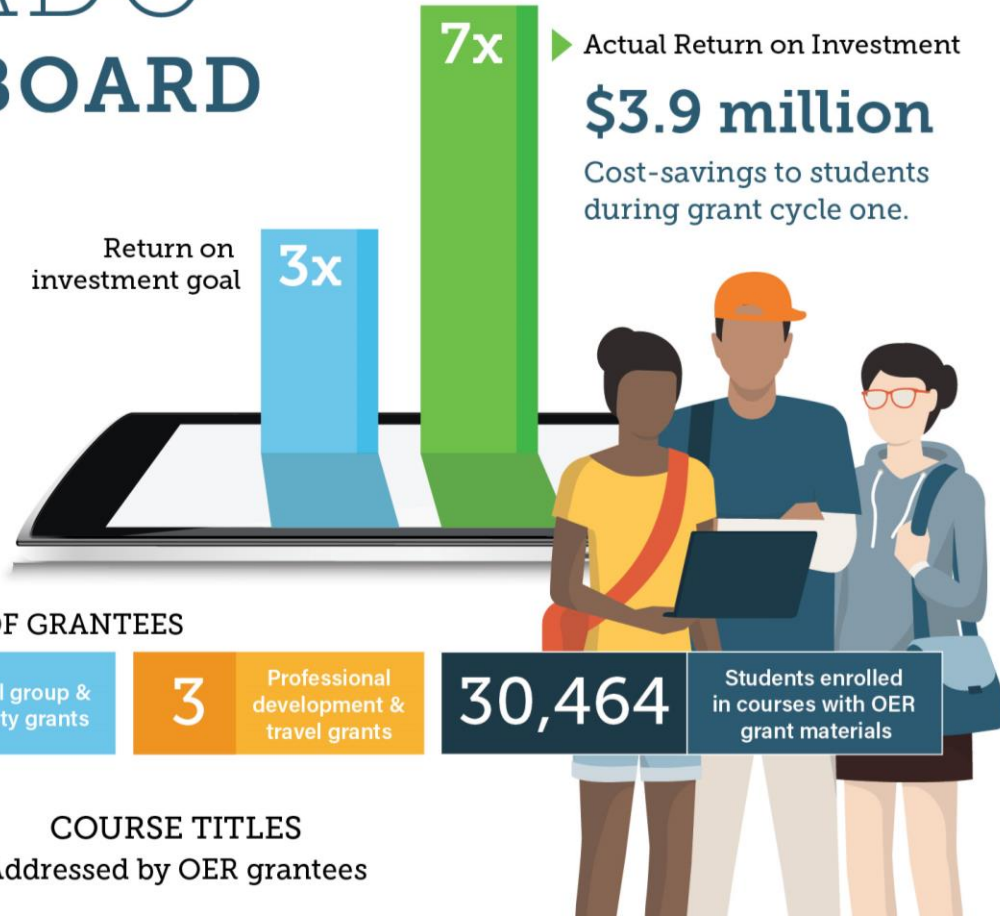 ADO
BOARD
7x
Actual Return on Investment
$3.9 million
Cost-savings to students
during grant cycle one.
Return on
investment goal
3x
OF GRANTEES
l group &
ty grants
3
Professional
development &
travel grants
30,464
Students enrolled
in courses with OER
grant materials
COURSE TITLES
Addressed by OER grantees